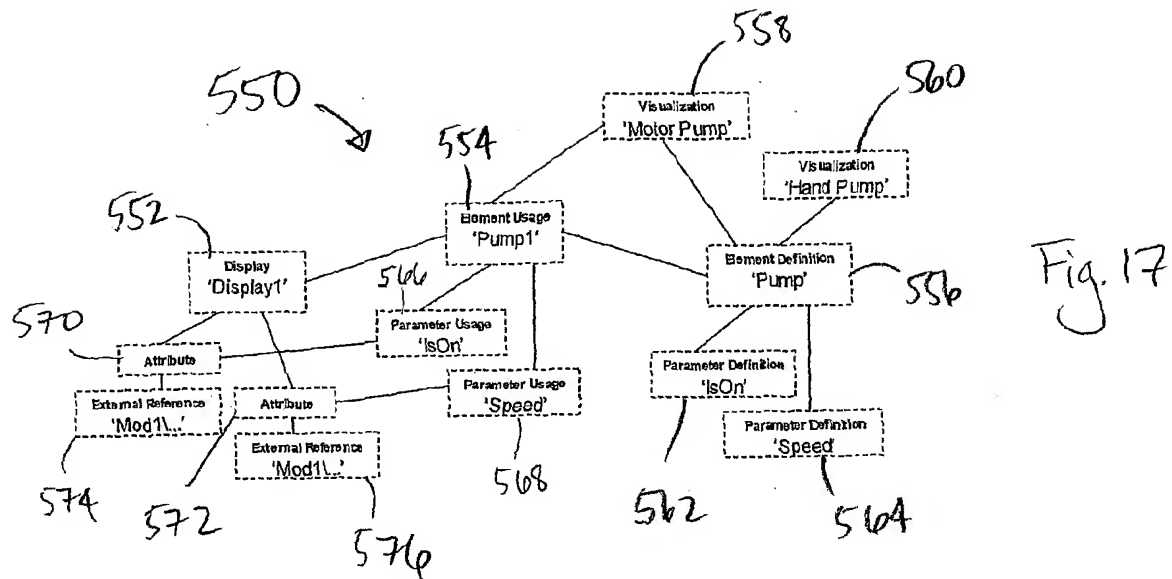 558
550
560
Visualization
'Motor Pump'
554
Visualization
'Hand Pump'
552
Element Usage
'Pump1'
Display
'Display1'
Element Definition
'Pump'
Fig. 17
566
556
570
Parameter Usage
'IsOn'
Attribute
Parameter Definition
'IsOn'
Parameter Usage
'Speed'
External Reference
'Mod1\...'
Attribute
Parameter Definition
'Speed'
External Reference
'Mod1\...'
574
572
576
568
562
564